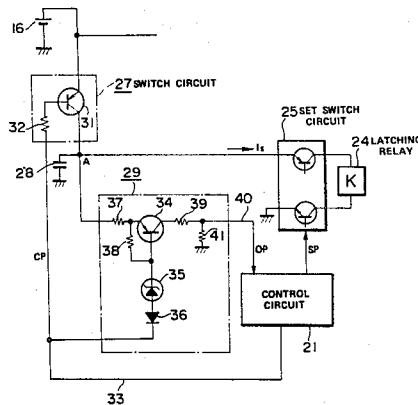 16
27 SWITCH CIRCUIT
31
32
25 SET SWITCH CIRCUIT
24 LATCHING RELAY
28
A
Is
K
29
37
34
39
40
38
41
CP
OP
SP
35
36
CONTROL CIRCUIT
21
33